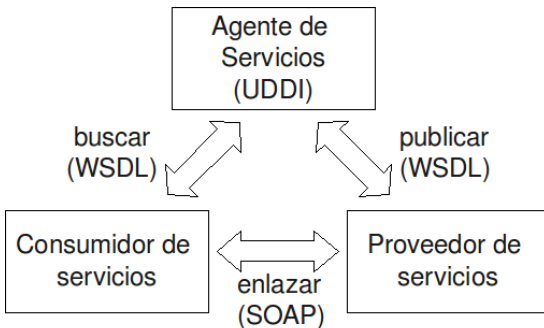 Agente de
Servicios
(UDDI)
buscar
(WSDL)
publicar
(WSDL)
Consumidor de
servicios
Proveedor de
servicios
enlazar
(SOAP)